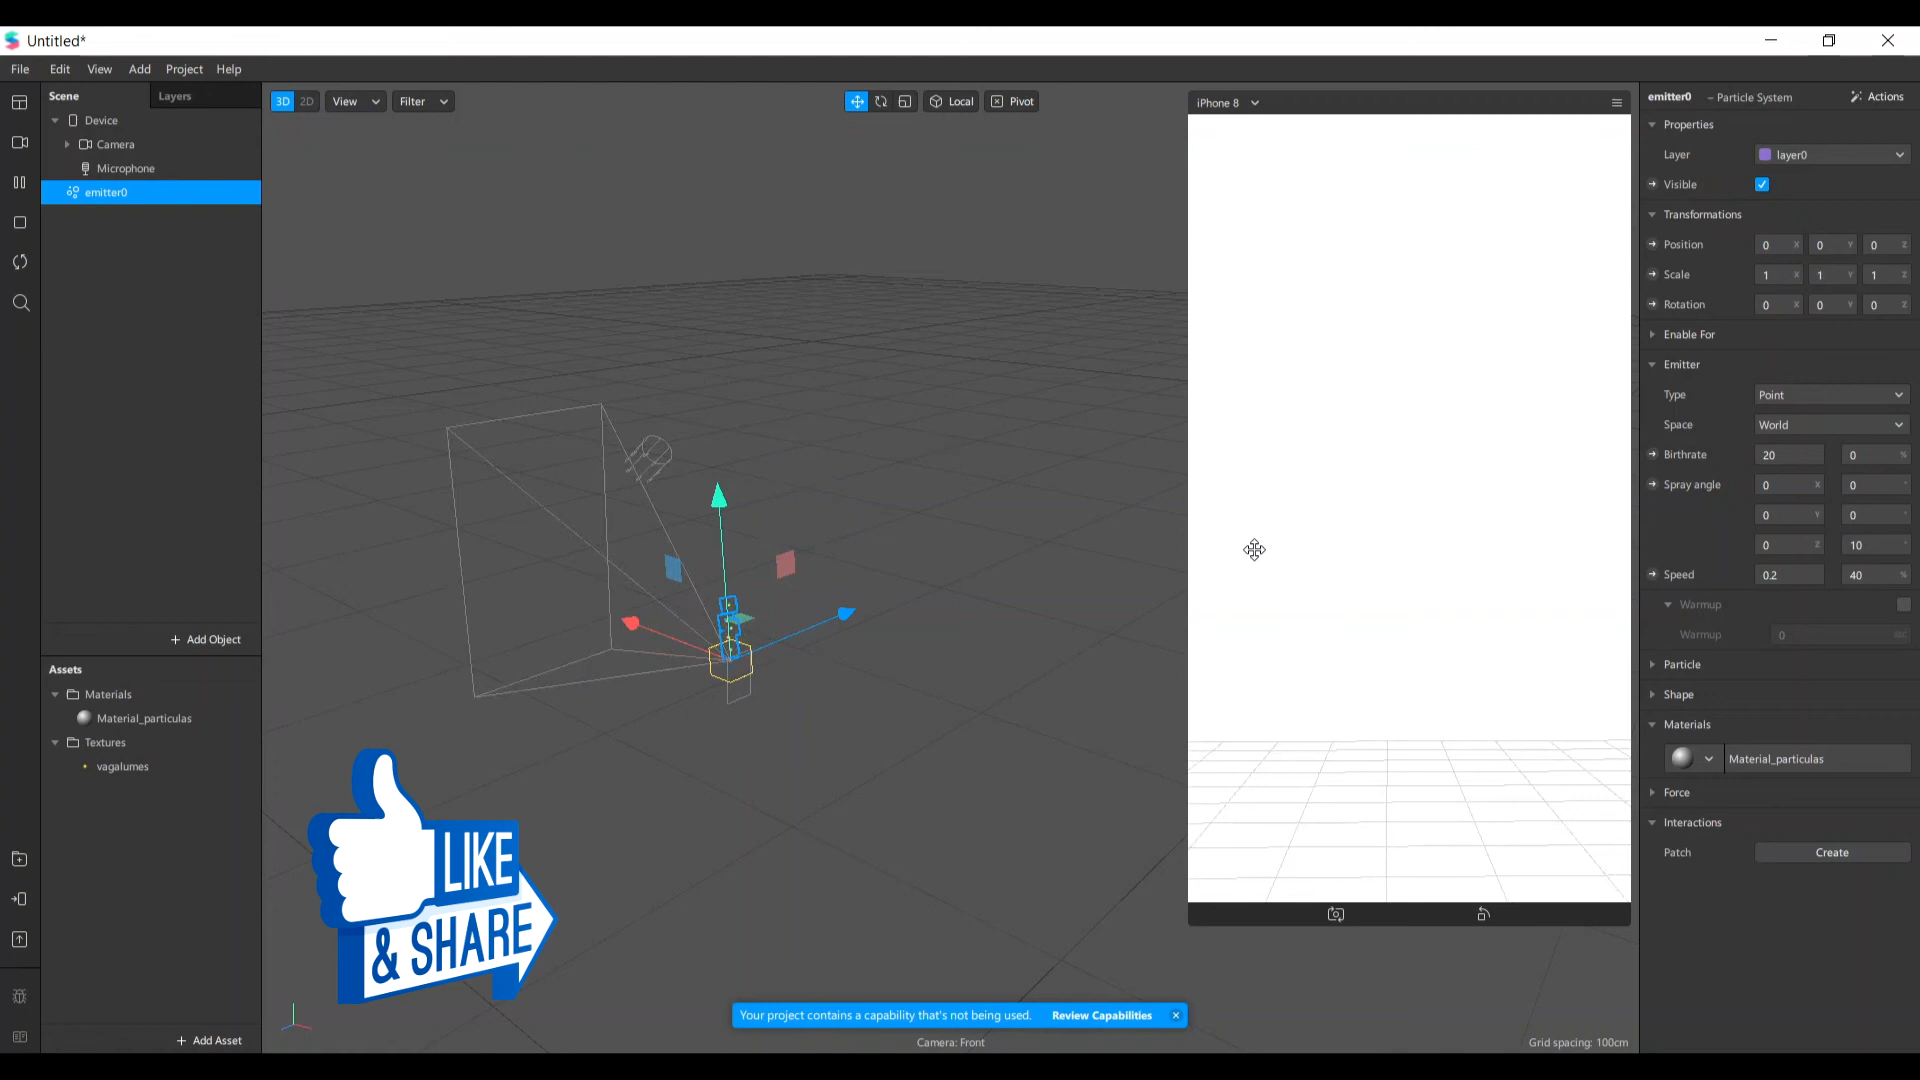 Untitled*
File Edit View Add Project Help
Scene Layers
Device
Camera
Microphone
emitter0
+ Add Object
Assets
Materials
Material_particulas
Textures
vagalumes
+ Add Asset
3D 2D View Filter Local Pivot
iPhone 8
LIKE
& SHARE
Your project contains a capability that's not being used. Review Capabilities
Camera: Front
Grid spacing: 100cm
emitter0 – Particle System Actions
Properties
Layer layer0
Visible
Transformations
Position 0 X 0 Y 0 Z
Scale 1 X 1 Y 1 Z
Rotation 0 X 0 Y 0 Z
Enable For
Emitter
Type Point
Space World
Birthrate 20 0 %
Spray angle 0 X 0 °
0 Y 0 °
0 Z 10 °
Speed 0.2 40 %
Warmup
Warmup 0 sec
Particle
Shape
Materials
Material_particulas
Force
Interactions
Patch Create